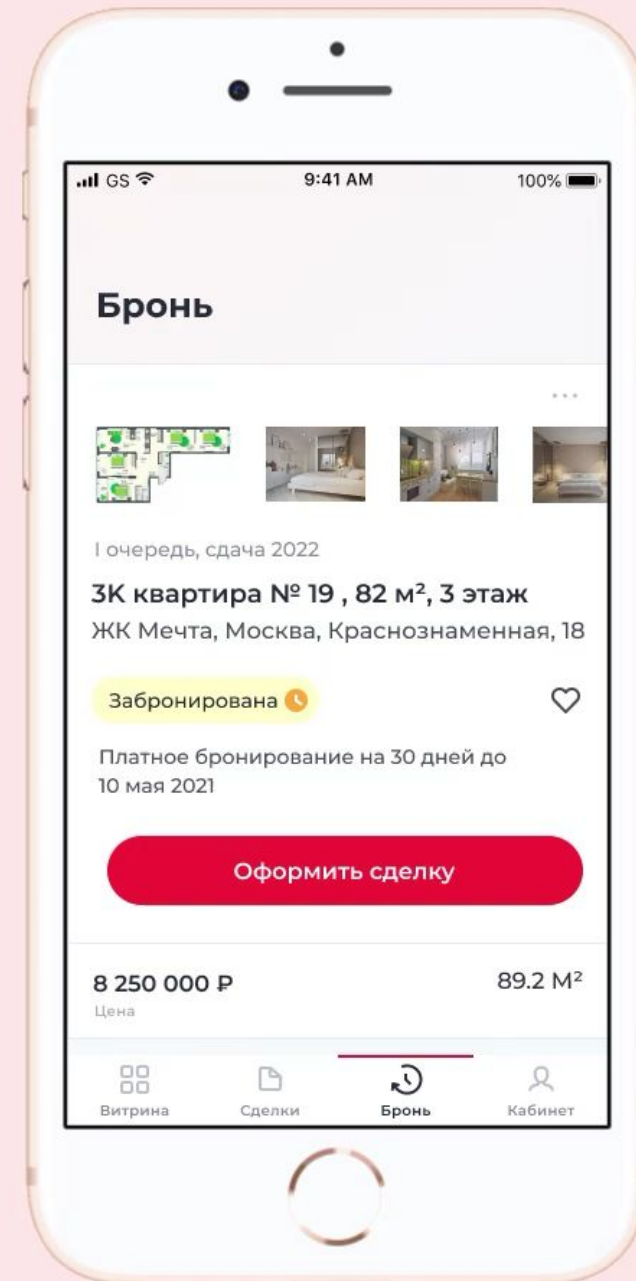 GS 9:41 AM 100%
Бронь
I очередь, сдача 2022
3К квартира № 19 , 82 м², 3 этаж
ЖК Мечта, Москва, Краснознаменная, 18
Забронирована
Платное бронирование на 30 дней до
10 мая 2021
Оформить сделку
8 250 000 ₽ 89.2 М²
Цена
Витрина Сделки Бронь Кабинет